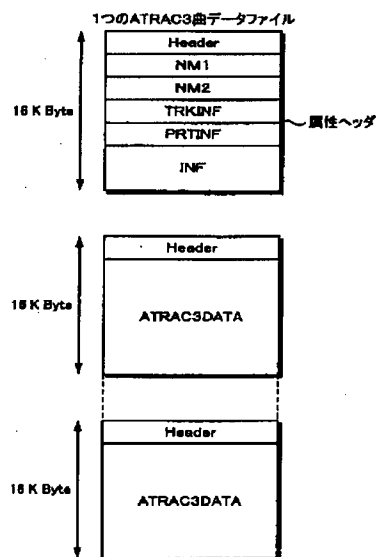 1つのATRAC3曲データファイル
Header
NM1
NM2
16 K Byte
TRKINF
属性ヘッダ
PRTINF
INF
Header
16 K Byte
ATRAC3DATA
Header
16 K Byte
ATRAC3DATA